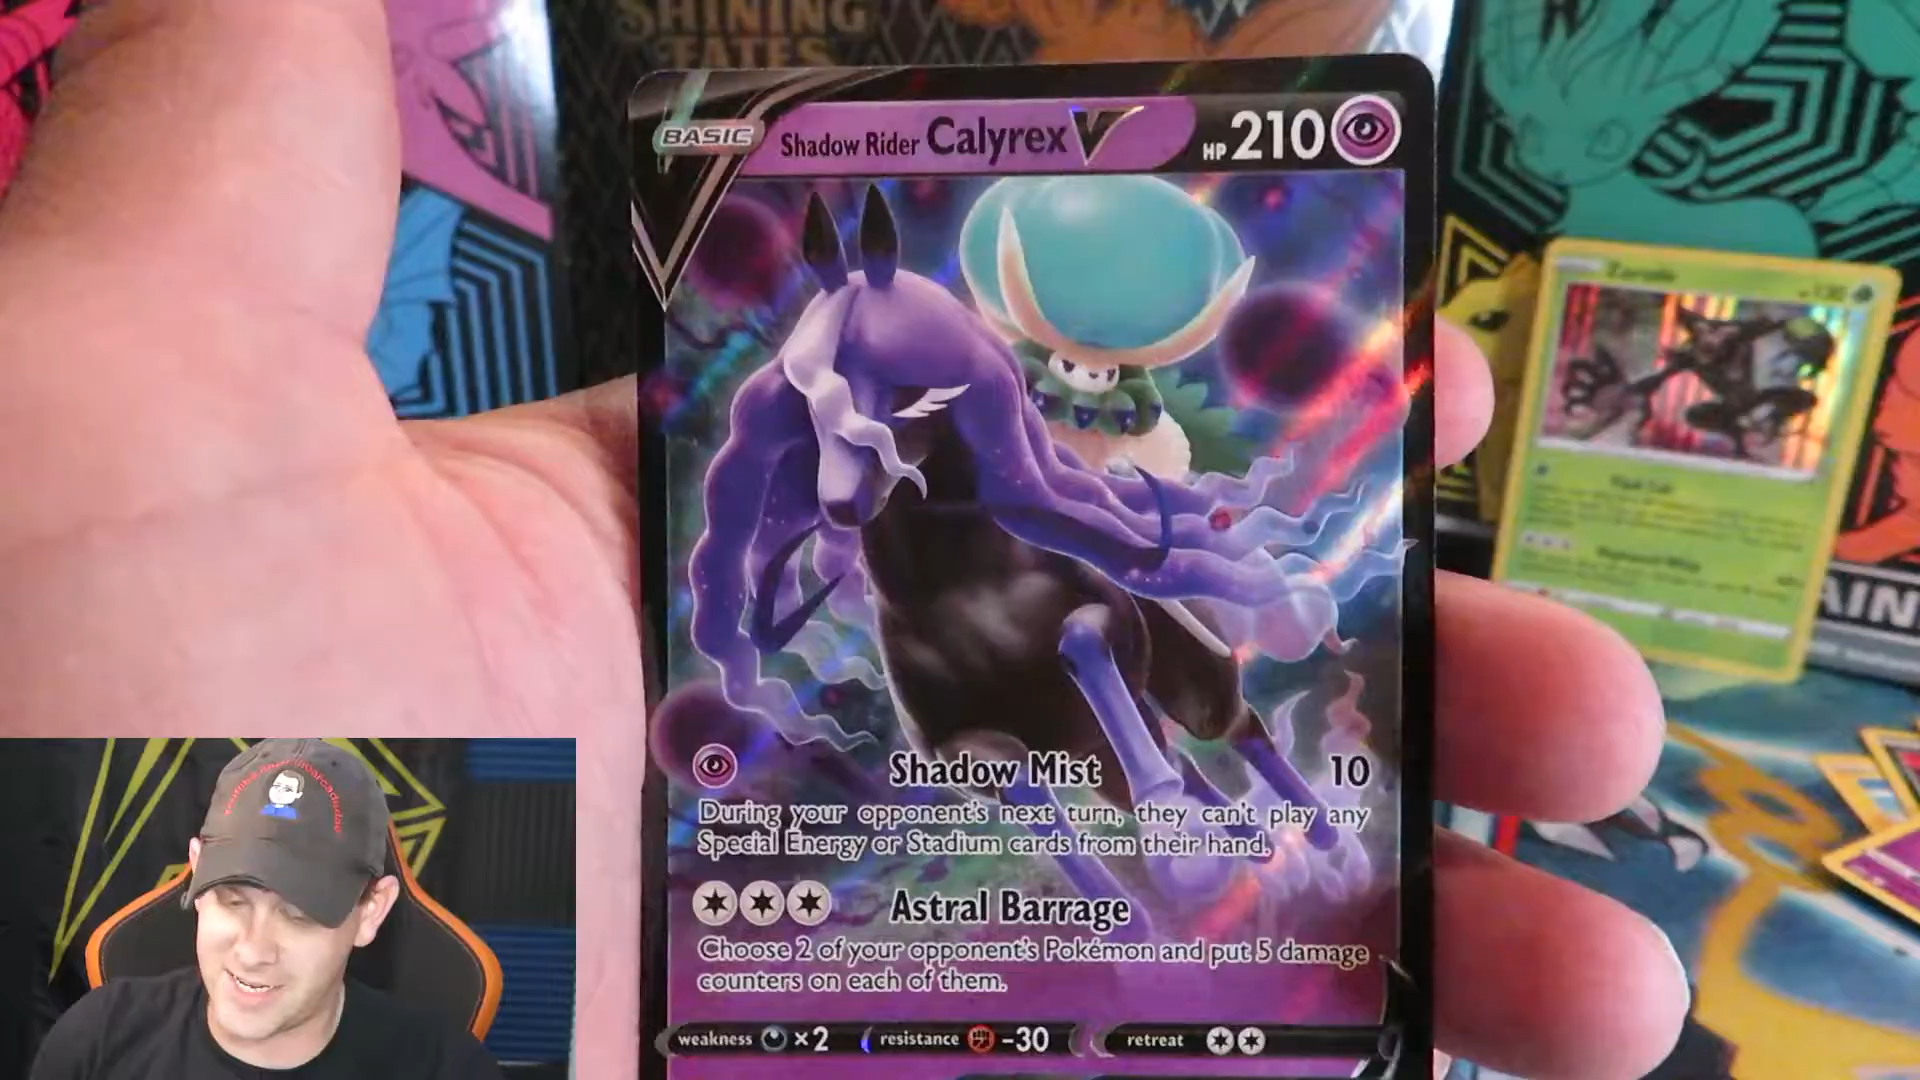 SHINING
FATES
BASIC
Shadow Rider Calyrex V
HP 210
Shadow Mist 10
During your opponent's next turn, they can't play any
Special Energy or Stadium cards from their hand.
Astral Barrage
Choose 2 of your opponent's Pokémon and put 5 damage
counters on each of them.
weakness ×2 resistance -30 retreat
Zarude
130
AIN